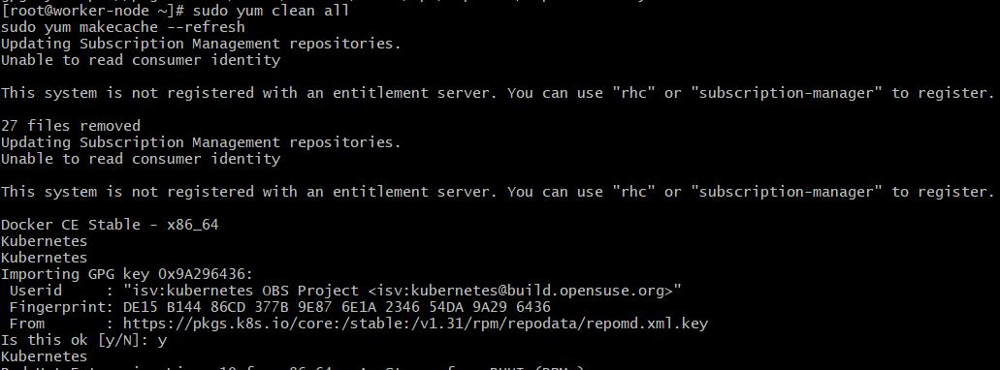 [root@worker-node ~]# sudo yum clean all
sudo yum makecache --refresh
Updating Subscription Management repositories.
Unable to read consumer identity
This system is not registered with an entitlement server. You can use "rhc" or "subscription-manager" to register.
27 files removed
Updating Subscription Management repositories.
Unable to read consumer identity
This system is not registered with an entitlement server. You can use "rhc" or "subscription-manager" to register.
Docker CE Stable - x86_64
Kubernetes
Kubernetes
Importing GPG key 0x9A296436:
 Userid     : "isv:kubernetes OBS Project <isv:kubernetes@build.opensuse.org>"
 Fingerprint: DE15 B144 86CD 377B 9E87 6E1A 2346 54DA 9A29 6436
 From       : https://pkgs.k8s.io/core:/stable:/v1.31/rpm/repodata/repomd.xml.key
Is this ok [y/N]: y
Kubernetes